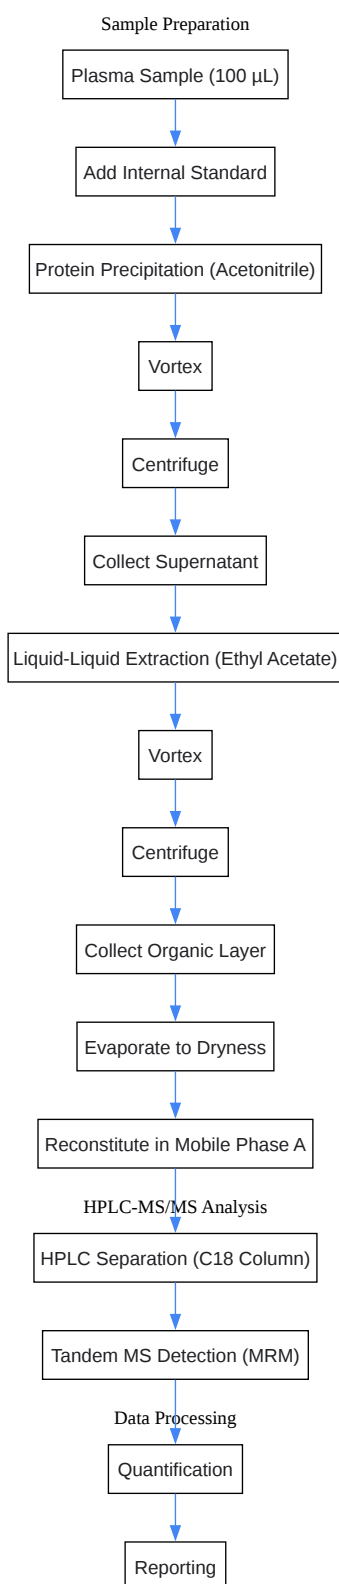 Sample Preparation
Plasma Sample (100 µL)
Add Internal Standard
Protein Precipitation (Acetonitrile)
Vortex
Centrifuge
Collect Supernatant
Liquid-Liquid Extraction (Ethyl Acetate)
Vortex
Centrifuge
Collect Organic Layer
Evaporate to Dryness
Reconstitute in Mobile Phase A
HPLC-MS/MS Analysis
HPLC Separation (C18 Column)
Tandem MS Detection (MRM)
Data Processing
Quantification
Reporting